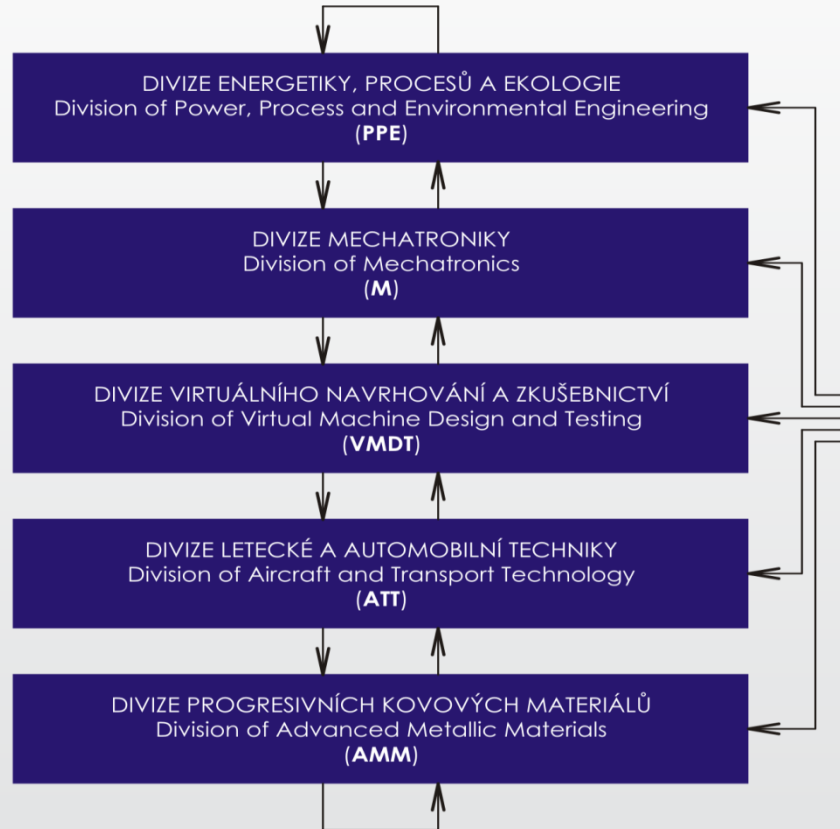 DIVIZE ENERGETIKY, PROCESŮ A EKOLOGIE
Division of Power, Process and Environmental Engineering
(PPE)
DIVIZE MECHATRONIKY
Division of Mechatronics
(M)
DIVIZE VIRTUÁLNÍHO NAVRHOVÁNÍ A ZKUŠEBNICTVÍ
Division of Virtual Machine Design and Testing
(VMDT)
DIVIZE LETECKÉ A AUTOMOBILNÍ TECHNIKY
Division of Aircraft and Transport Technology
(ATT)
DIVIZE PROGRESIVNÍCH KOVOVÝCH MATERIÁLŮ
Division of Advanced Metallic Materials
(AMM)